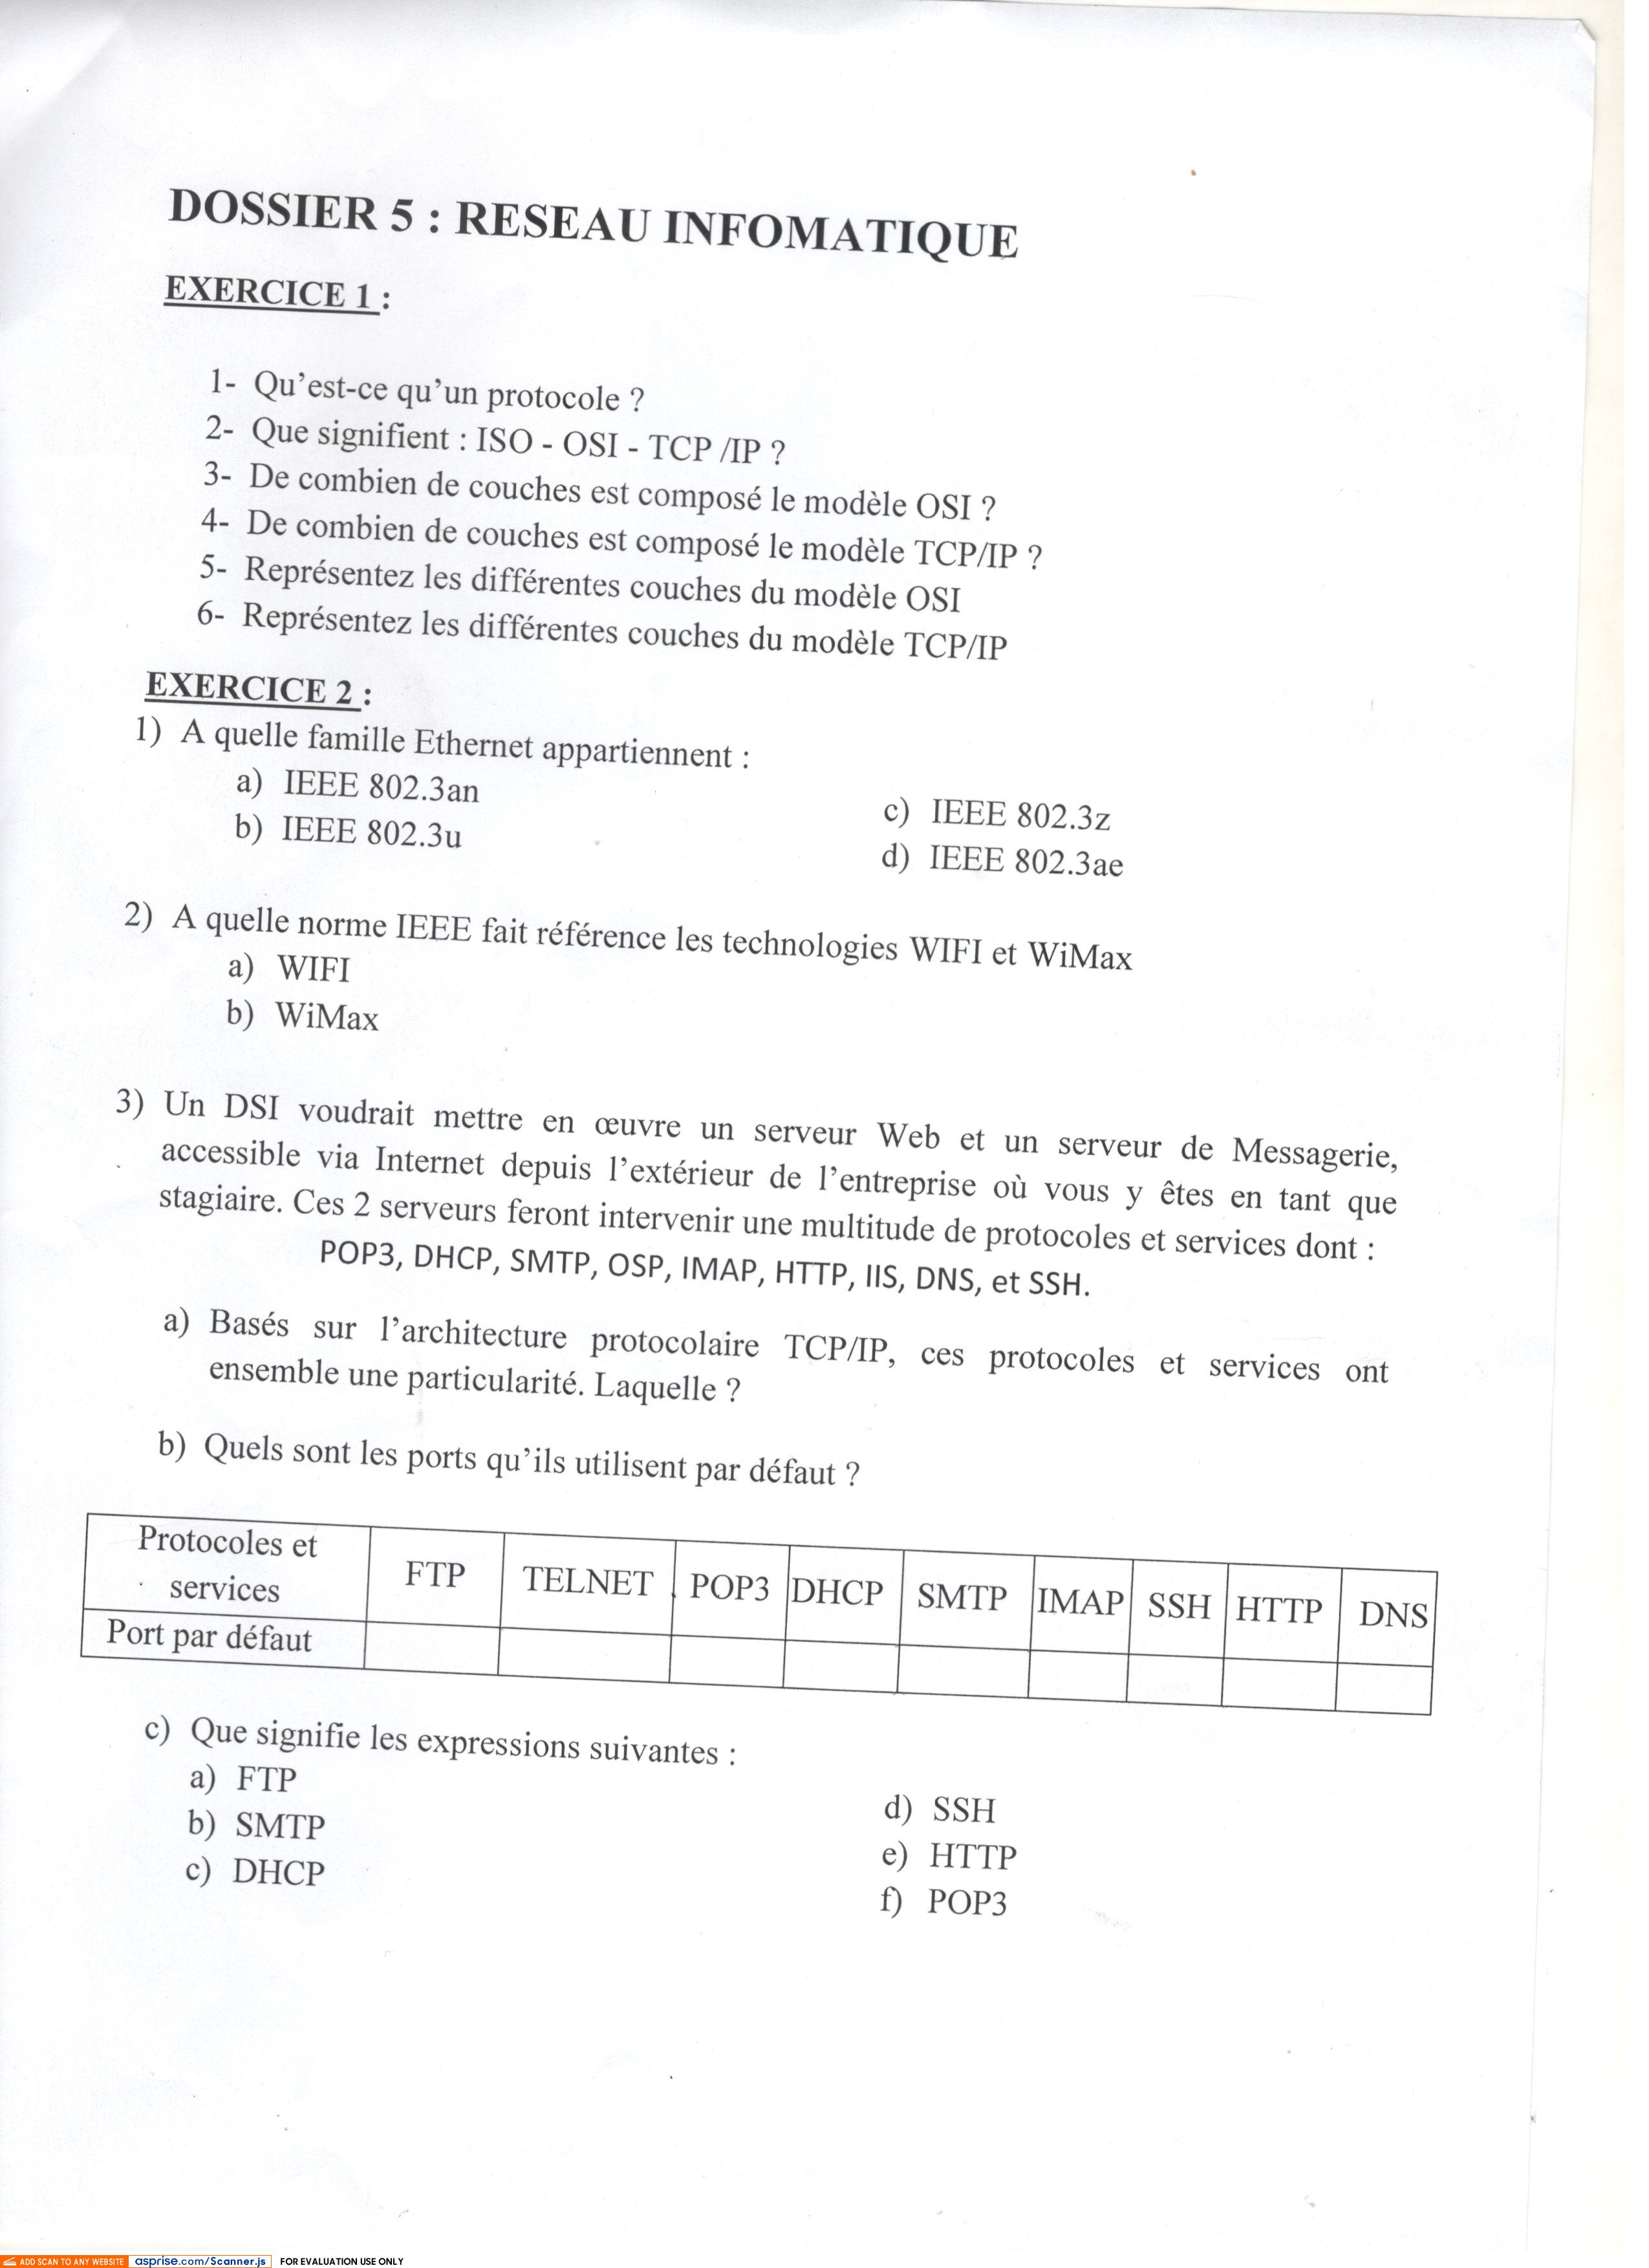 DOSSIER 5 : RESEAU INFOMATIQUE
EXERCICE 1 :
1- Qu’est-ce qu’un protocole ?
2- Que signifient : ISO - OSI - TCP /IP ?
3- De combien de couches est composé le modèle OSI ?
4- De combien de couches est composé le modèle TCP/IP ?
5- Représentez les différentes couches du modèle OSI
6- Représentez les différentes couches du modèle TCP/IP
EXERCICE 2 :
1) A quelle famille Ethernet appartiennent :
a) IEEE 802.3an
b) IEEE 802.3u
c) IEEE 802.3z
d) IEEE 802.3ae
2) A quelle norme IEEE fait référence les technologies WIFI et WiMax
a) WIFI
b) WiMax
3) Un DSI voudrait mettre en œuvre un serveur Web et un serveur de Messagerie,
accessible via Internet depuis l’extérieur de l’entreprise où vous y êtes en tant que
stagiaire. Ces 2 serveurs feront intervenir une multitude de protocoles et services dont :
POP3, DHCP, SMTP, OSP, IMAP, HTTP, IIS, DNS, et SSH.
a) Basés sur l’architecture protocolaire TCP/IP, ces protocoles et services ont
ensemble une particularité. Laquelle ?
b) Quels sont les ports qu’ils utilisent par défaut ?
Protocoles et
services
FTP TELNET POP3 DHCP SMTP IMAP SSH HTTP DNS
Port par défaut
c) Que signifie les expressions suivantes :
a) FTP
b) SMTP
c) DHCP
d) SSH
e) HTTP
f) POP3
ADD SCAN TO ANY WEBSITE asprise.com/Scanner.js FOR EVALUATION USE ONLY